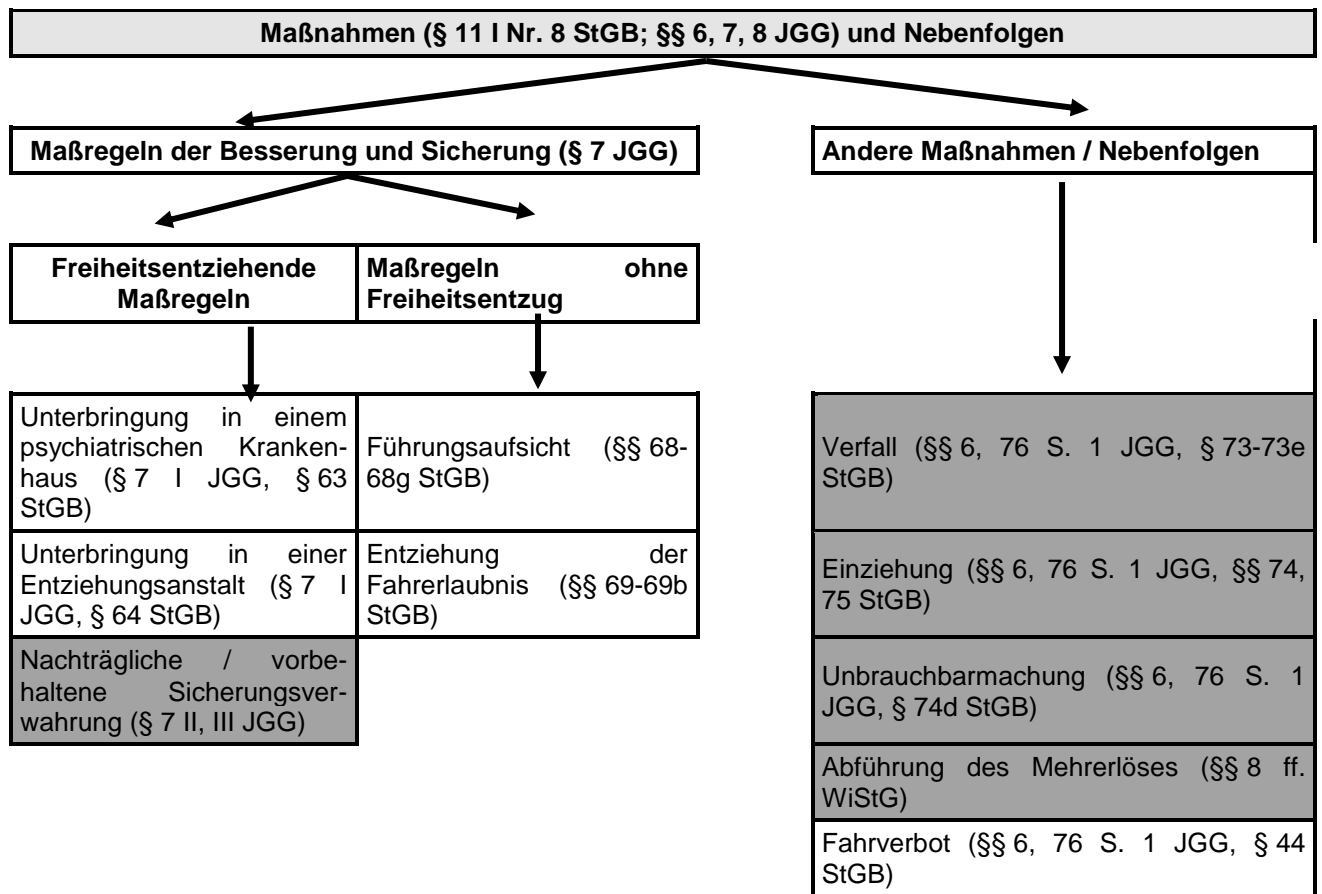 Maßnahmen (§ 11 I Nr. 8 StGB; §§ 6, 7, 8 JGG) und Nebenfolgen
Maßregeln der Besserung und Sicherung (§ 7 JGG)
Andere Maßnahmen / Nebenfolgen
Freiheitsentziehende
Maßregeln
Maßregeln ohne
Freiheitsentzug
Unterbringung in einem
psychiatrischen Kranken-
haus (§ 7 I JGG, § 63
StGB)
Führungsaufsicht (§§ 68-
68g StGB)
Verfall (§§ 6, 76 S. 1 JGG, § 73-73e
StGB)
Unterbringung in einer
Entziehungsanstalt (§ 7 I
JGG, § 64 StGB)
Entziehung der
Fahrerlaubnis (§§ 69-69b
StGB)
Einziehung (§§ 6, 76 S. 1 JGG, §§ 74,
75 StGB)
Nachträgliche / vorbe-
haltene Sicherungsver-
wahrung (§ 7 II, III JGG)
Unbrauchbarmachung (§§ 6, 76 S. 1
JGG, § 74d StGB)
Abführung des Mehrerlöses (§§ 8 ff.
WiStG)
Fahrverbot (§§ 6, 76 S. 1 JGG, § 44
StGB)